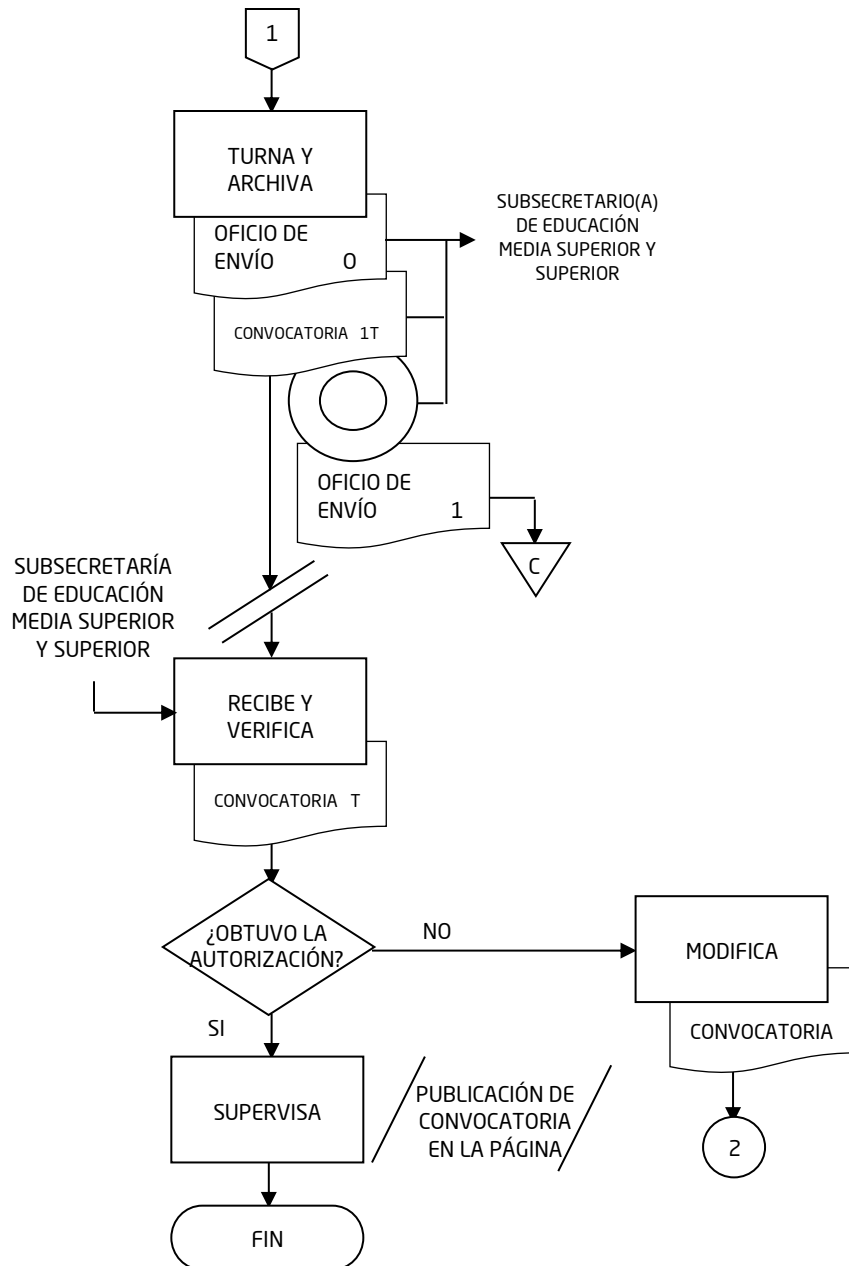 1
TURNA Y
ARCHIVA
OFICIO DE
ENVÍO 0
SUBSECRETARIO(A)
DE EDUCACIÓN
MEDIA SUPERIOR Y
SUPERIOR
CONVOCATORIA 1T
OFICIO DE
ENVÍO 1
C
SUBSECRETARÍA
DE EDUCACIÓN
MEDIA SUPERIOR
Y SUPERIOR
RECIBE Y
VERIFICA
CONVOCATORIA T
¿OBTUVO LA
AUTORIZACIÓN?
NO
MODIFICA
CONVOCATORIA
2
SI
SUPERVISA
PUBLICACIÓN DE
CONVOCATORIA
EN LA PÁGINA
FIN